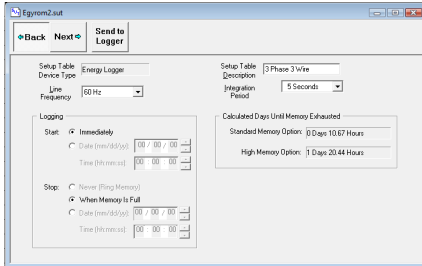 Egyrom2.sut
Back Next Send to Logger
Setup Table Device Type Energy Logger
Setup Table Description 3 Phase 3 Wire
Line Frequency 60 Hz
Integration Period 5 Seconds
Logging
Start: Immediately
Date (mm/dd/yy): 00 / 00 / 00
Time (hh:mm:ss): 00 : 00 : 00
Stop: Never (Ring Memory)
When Memory Is Full
Date (mm/dd/yy): 00 / 00 / 00
Time (hh:mm:ss): 00 : 00 : 00
Calculated Days Until Memory Exhausted
Standard Memory Option: 0 Days 10.67 Hours
High Memory Option: 1 Days 20.44 Hours